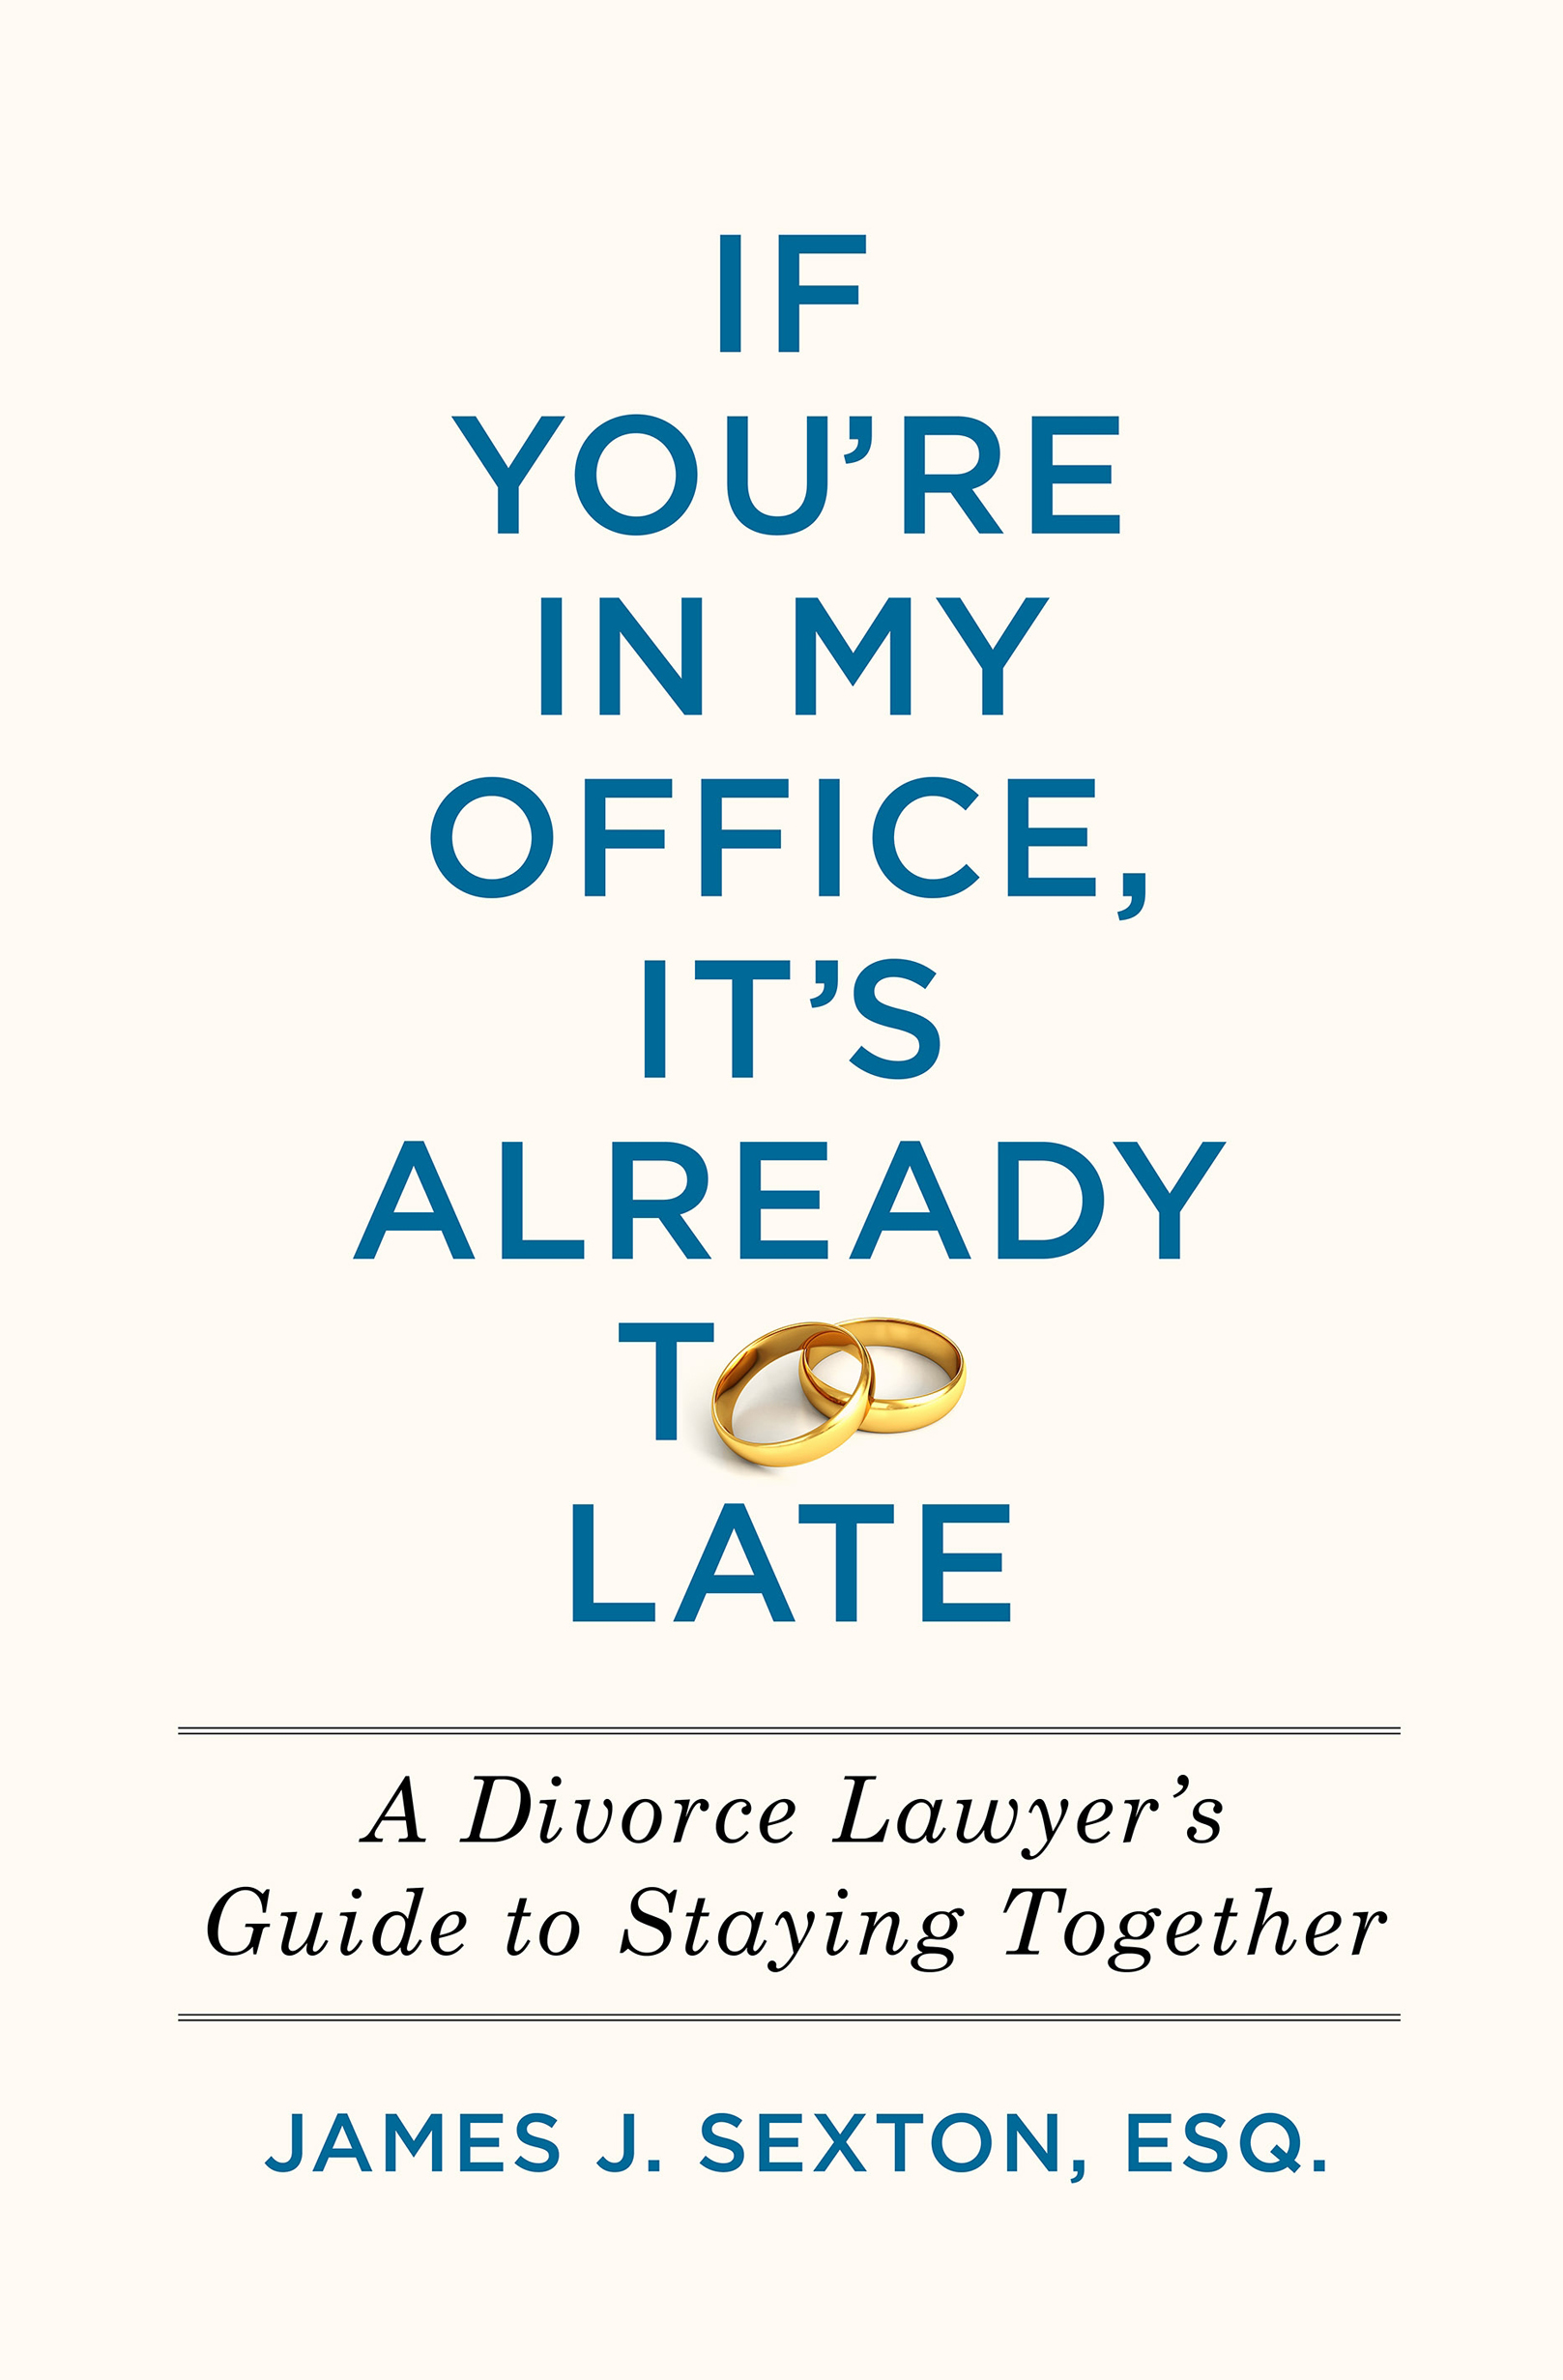 IF
YOU’RE
IN MY
OFFICE,
IT’S
ALREADY
TOO
LATE
A Divorce Lawyer’s
Guide to Staying Together
JAMES J. SEXTON, ESQ.